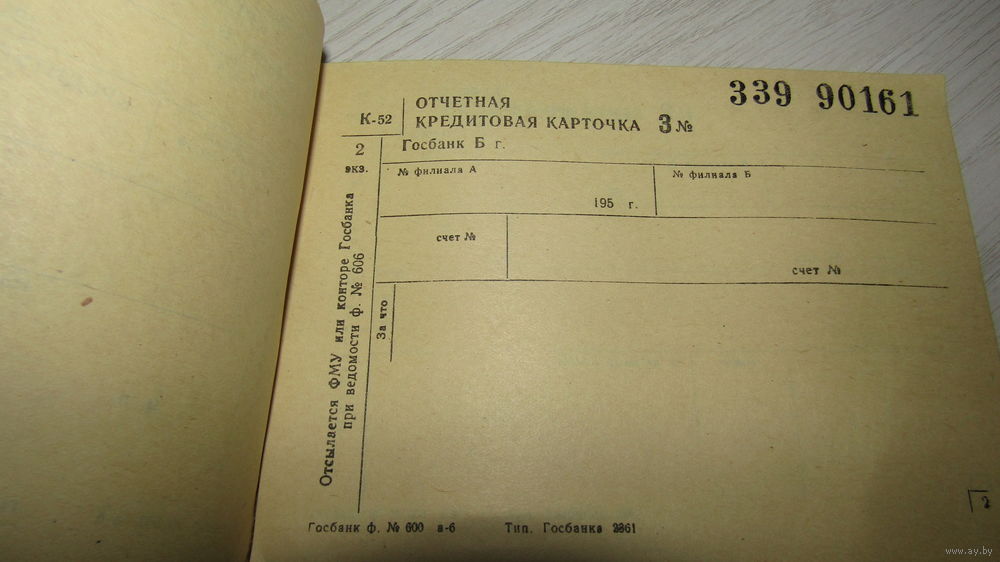 339 90161
ОТЧЕТНАЯ
К-52 КРЕДИТОВАЯ КАРТОЧКА 3 №
2 Госбанк Б г.
экз. № филиала А № филиала Б
195 г.
счет №
счет №
За что
Отсылается ФМУ или конторе Госбанка
при ведомости ф. № 606
2
Госбанк ф. № 600 а-6 Тип. Госбанка
www.ay.by